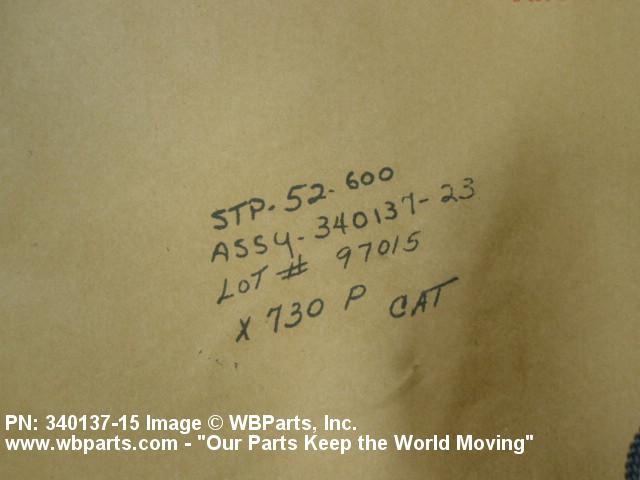 STP-52-600
ASSY-340137-23
LOT # 97015
X 730 P CAT
PN: 340137-15 Image © WBParts, Inc.
www.wbparts.com - "Our Parts Keep the World Moving"